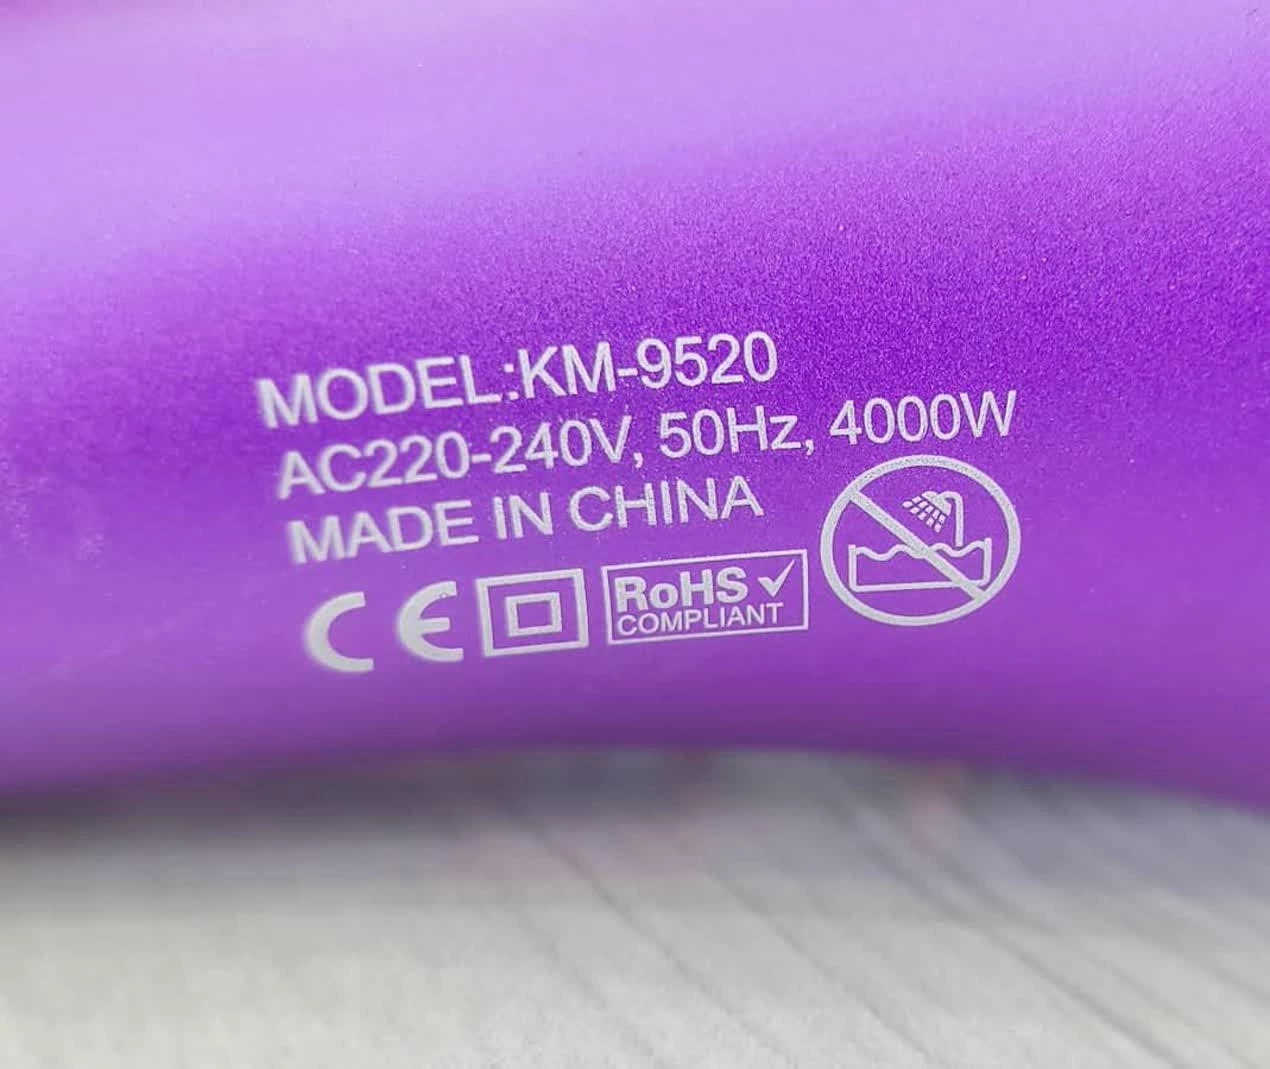 MODEL:KM-9520
AC220-240V, 50Hz, 4000W
MADE IN CHINA
CE
RoHS ✓
COMPLIANT